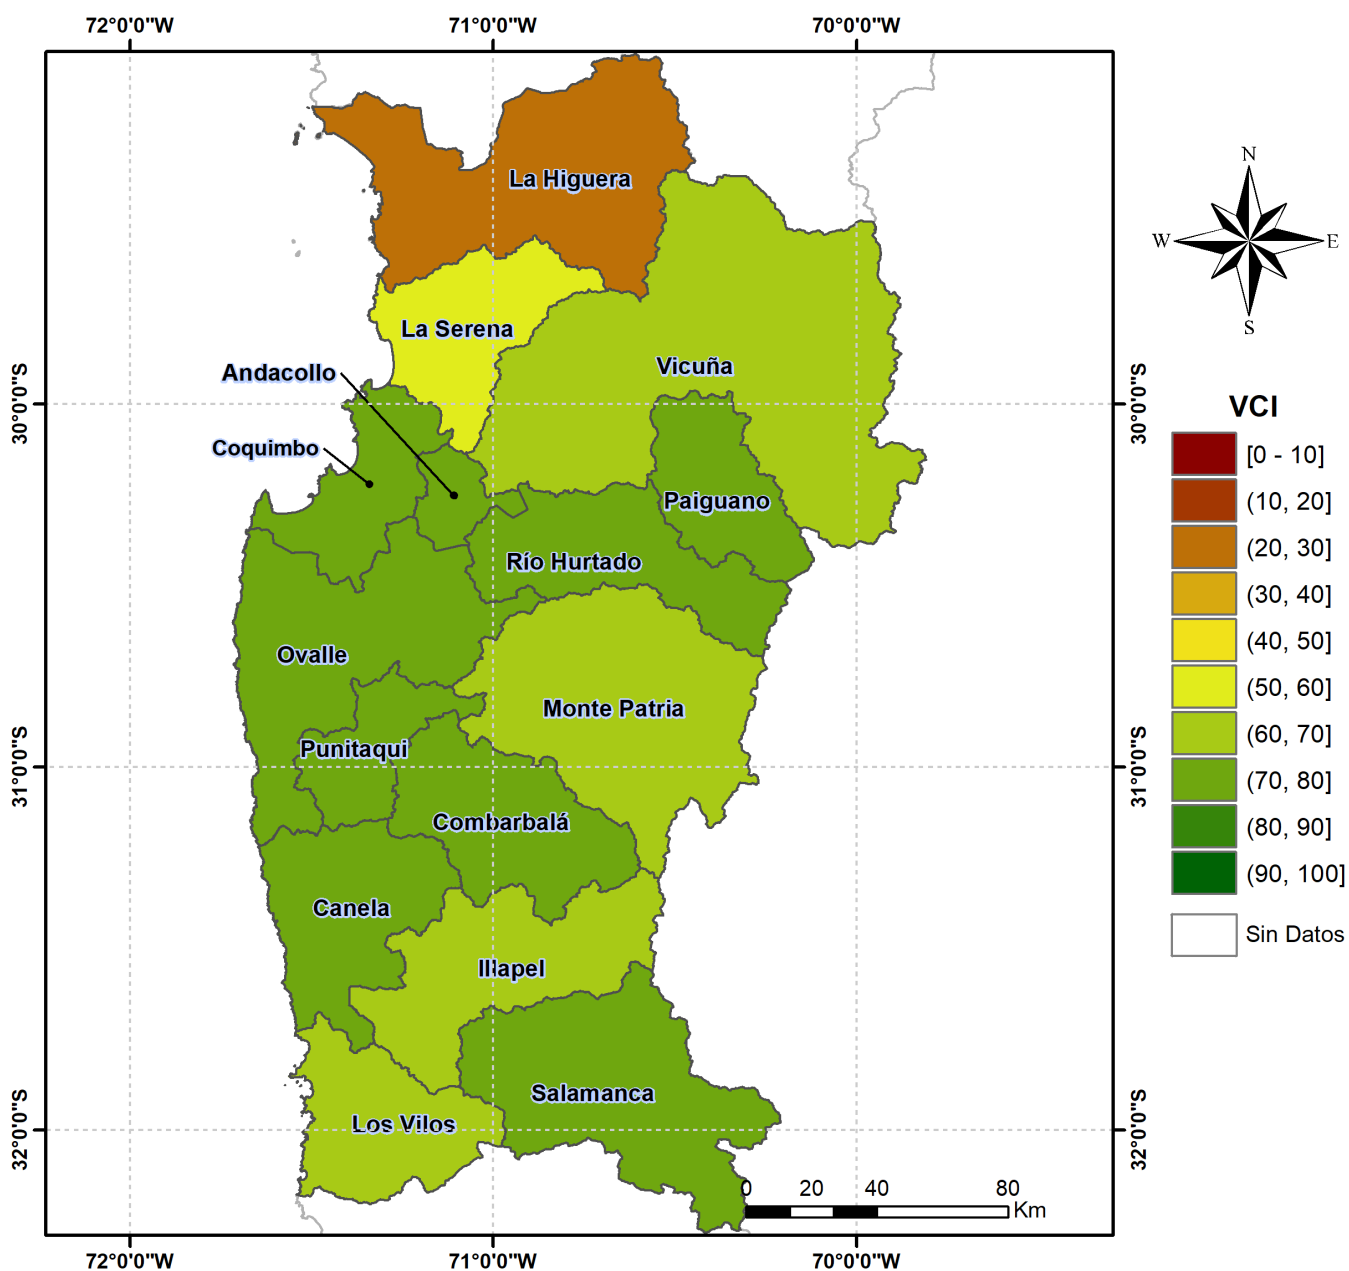 72°0'0"W 71°0'0"W 70°0'0"W
N
W E
S
La Higuera
La Serena
Andacollo
Vicuña
30°0'0"S
30°0'0"S
Coquimbo
Paiguano
Río Hurtado
Ovalle
Monte Patria
Punitaqui
31°0'0"S
31°0'0"S
Combarbalá
Canela
Illapel
Salamanca
Los Vilos
32°0'0"S
32°0'0"S
VCI
[0 - 10]
(10, 20]
(20, 30]
(30, 40]
(40, 50]
(50, 60]
(60, 70]
(70, 80]
(80, 90]
(90, 100]
Sin Datos
0 20 40 80
Km
72°0'0"W 71°0'0"W 70°0'0"W